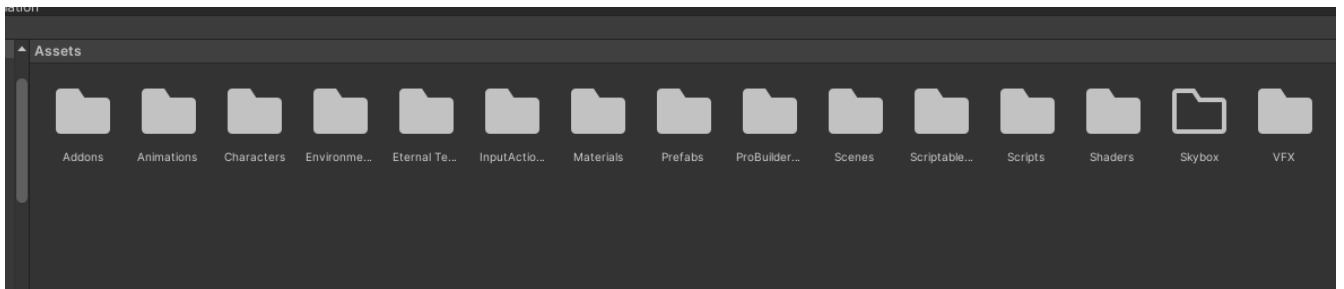 Assets
Addons Animations Characters Environme... Eternal Te... InputActio... Materials Prefabs ProBuilder... Scenes Scriptable... Scripts Shaders Skybox VFX